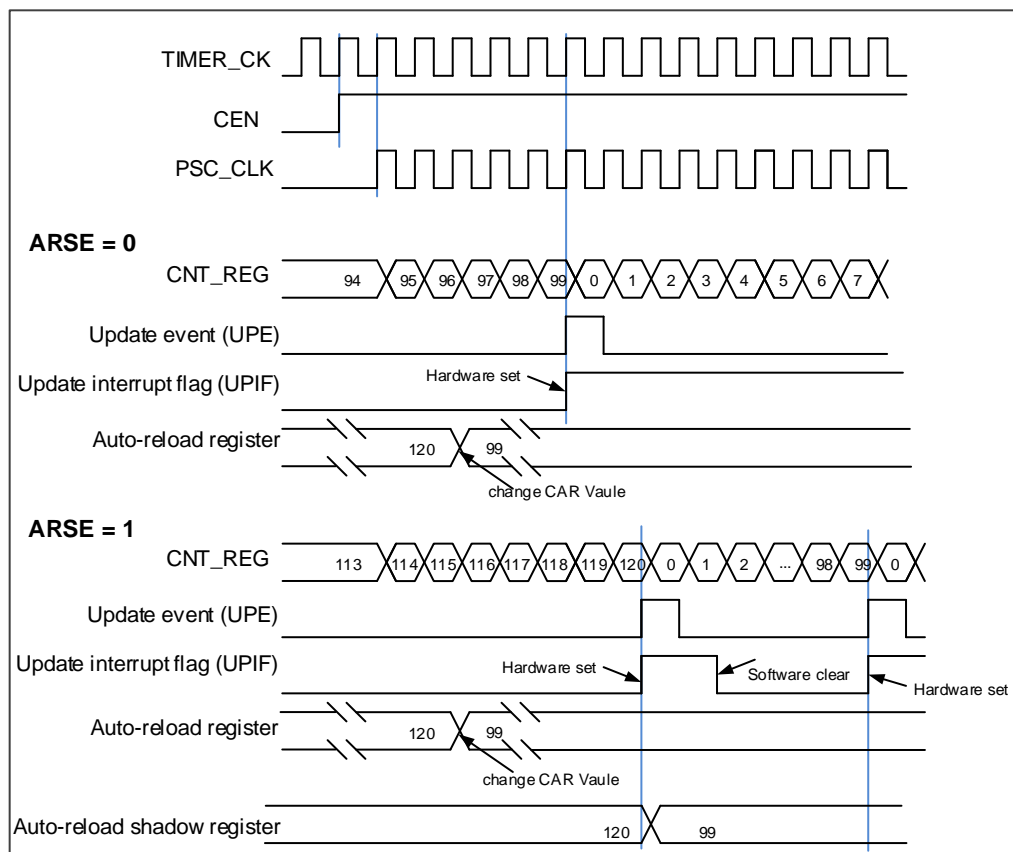 TIMER_CK
CEN
PSC_CLK
ARSE = 0
CNT_REG 94 95 96 97 98 99 0 1 2 3 4 5 6 7
Update event (UPE)
Update interrupt flag (UPIF) Hardware set
Auto-reload register 120 99
change CAR Vaule
ARSE = 1
CNT_REG 113 114 115 116 117 118 119 120 0 1 2 ... 98 99 0
Update event (UPE)
Update interrupt flag (UPIF) Hardware set Software clear Hardware set
Auto-reload register 120 99
change CAR Vaule
Auto-reload shadow register 120 99